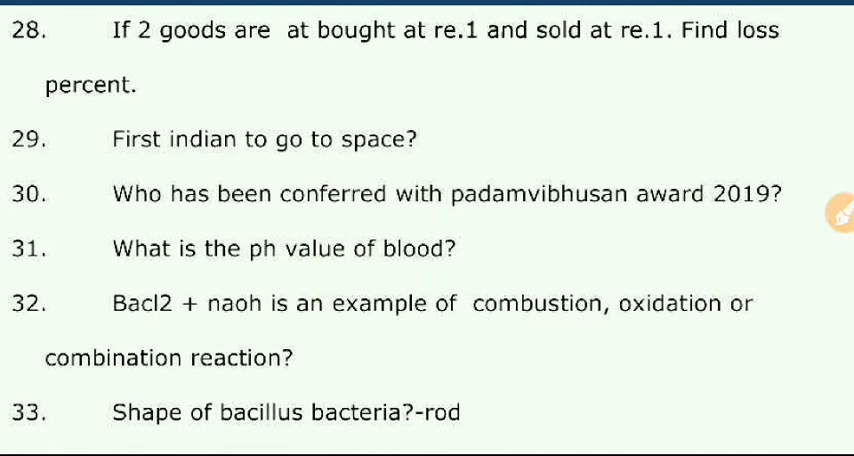 28. If 2 goods are at bought at re.1 and sold at re.1. Find loss
percent.
29. First indian to go to space?
30. Who has been conferred with padamvibhusan award 2019?
31. What is the ph value of blood?
32. Bacl2 + naoh is an example of combustion, oxidation or
combination reaction?
33. Shape of bacillus bacteria?-rod